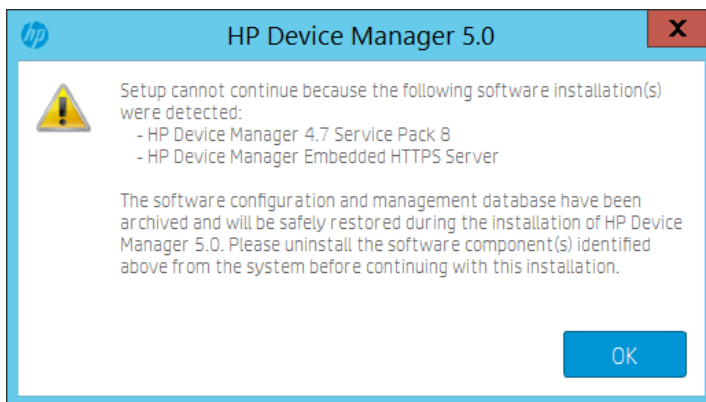 hp
HP Device Manager 5.0
X
Setup cannot continue because the following software installation(s)
were detected:
- HP Device Manager 4.7 Service Pack 8
- HP Device Manager Embedded HTTPS Server
The software configuration and management database have been
archived and will be safely restored during the installation of HP Device
Manager 5.0. Please uninstall the software component(s) identified
above from the system before continuing with this installation.
OK